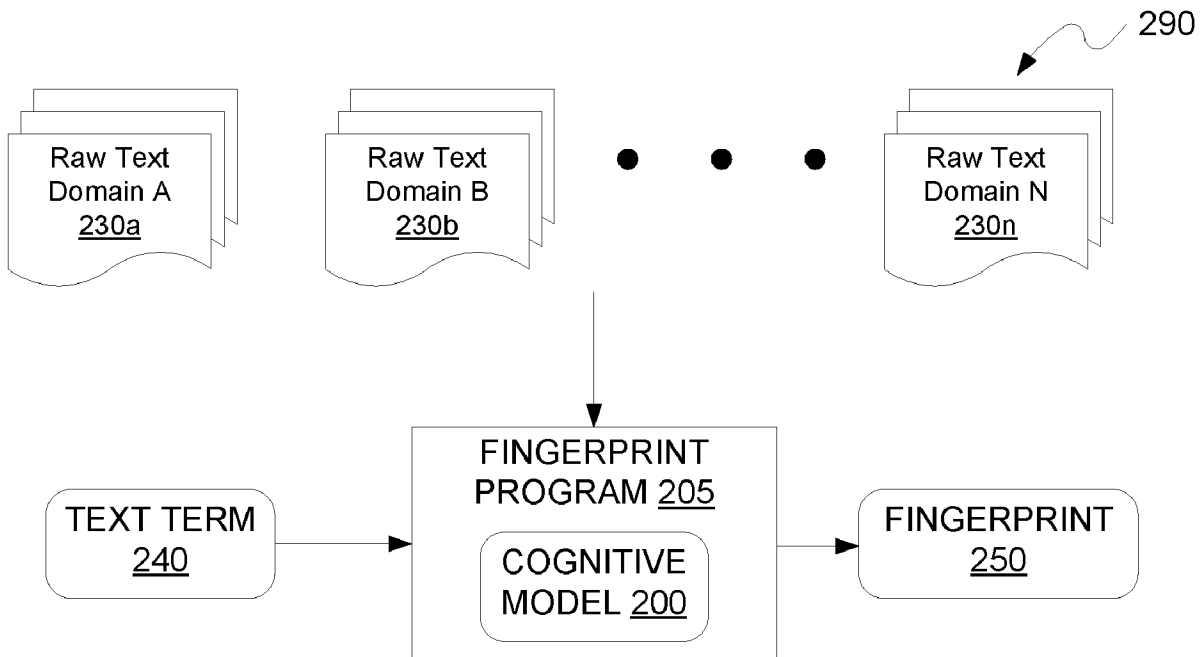 290
Raw Text
Domain A
230a
Raw Text
Domain B
230b
Raw Text
Domain N
230n
FINGERPRINT
PROGRAM 205
TEXT TERM
240
COGNITIVE
MODEL 200
FINGERPRINT
250